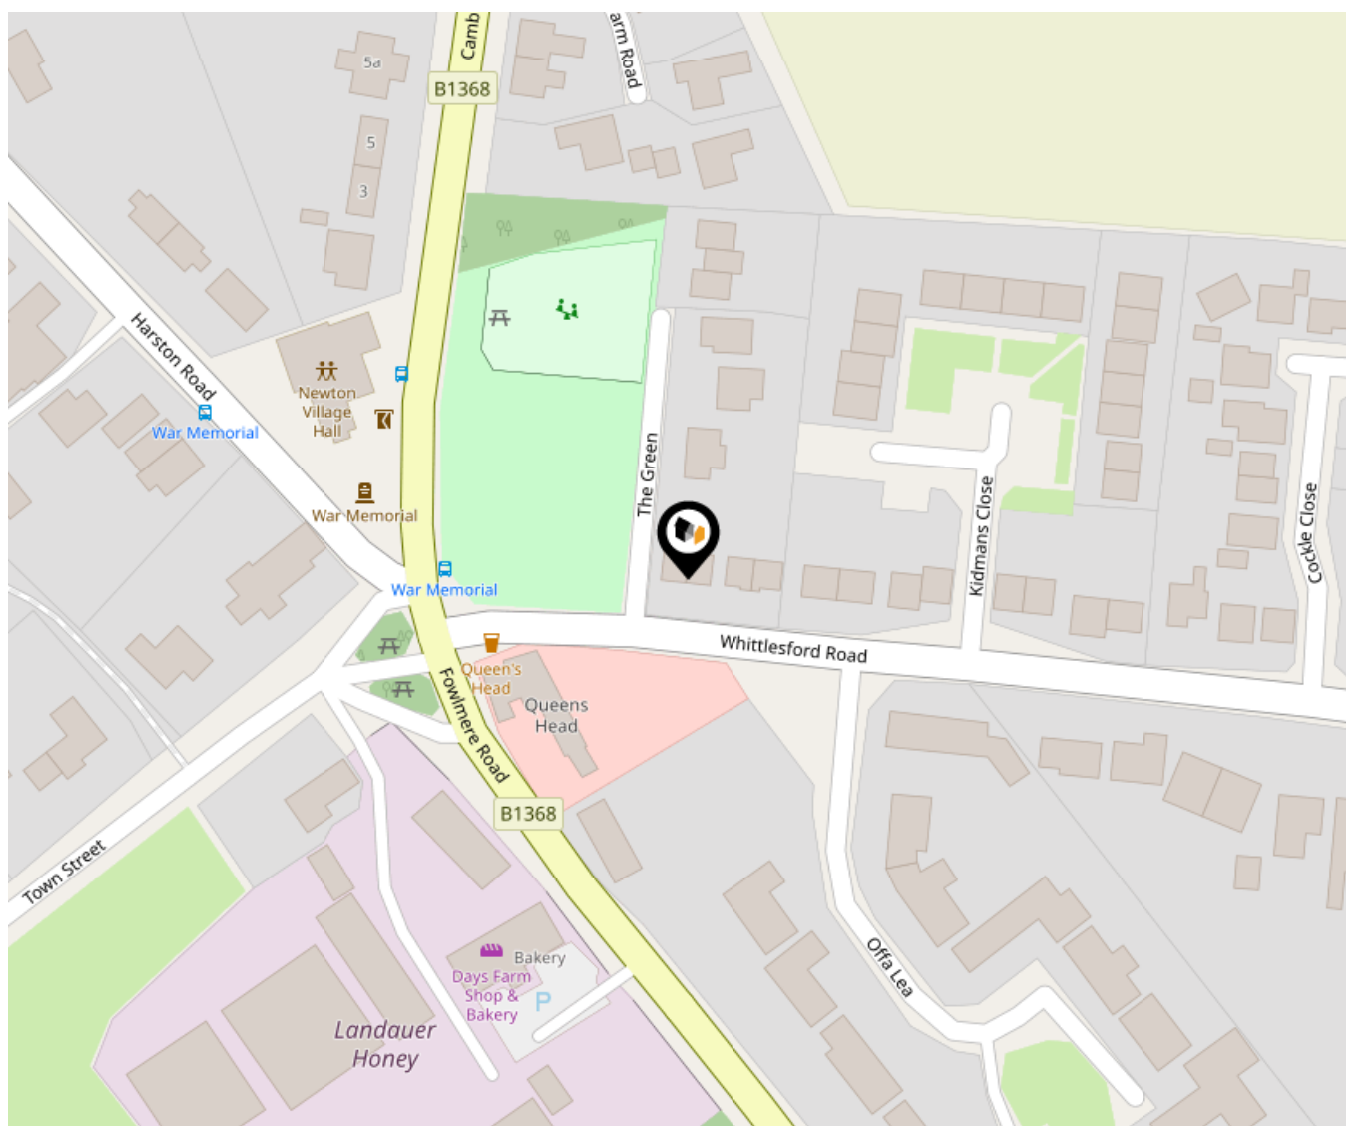 Camb
arm Road
5a
B1368
5
3
Harston Road
Newton
Village
Hall
War Memorial
War Memorial
War Memorial
The Green
Kidmans Close
Cockle Close
Whittlesford Road
Queen's
Head
Queens
Head
Fowlmere Road
B1368
Town Street
Offa Lea
Bakery
Days Farm
Shop &
Bakery
P
Landauer
Honey